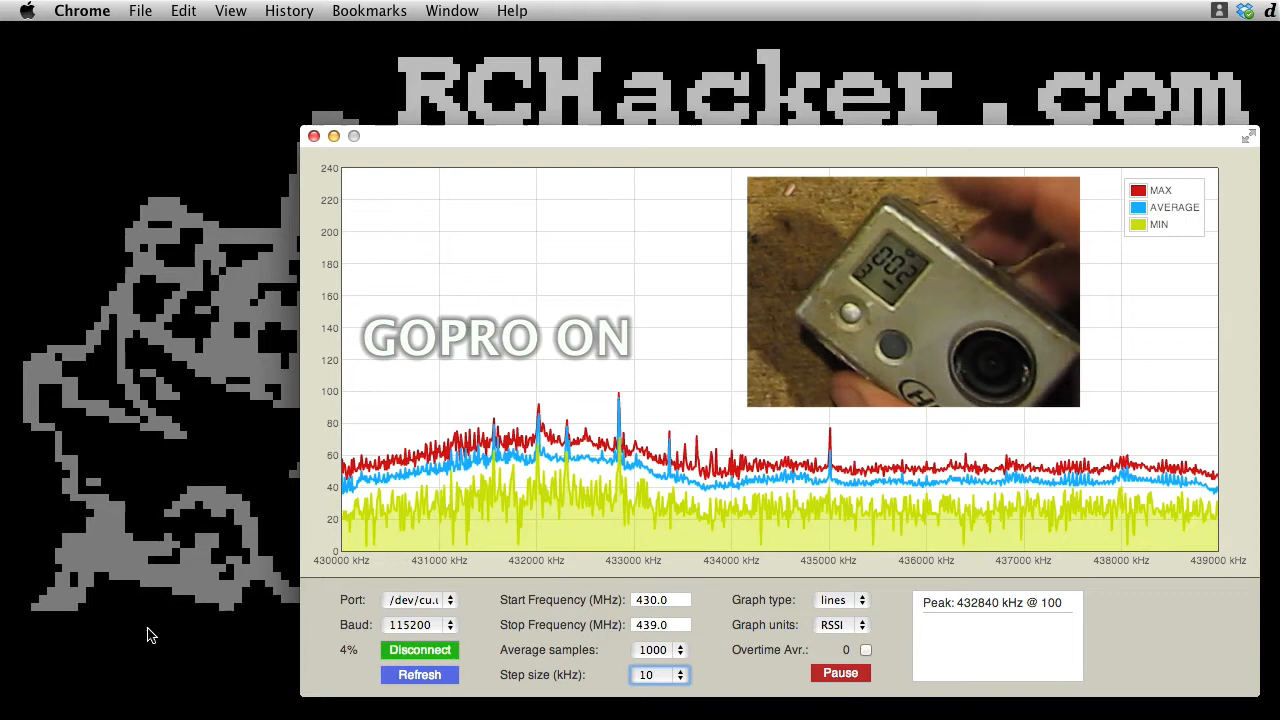 Chrome File Edit View History Bookmarks Window Help
RCHacker.com
240
220
200
180
160
140
120
100
80
60
40
20
0
430000 kHz 431000 kHz 432000 kHz 433000 kHz 434000 kHz 435000 kHz 436000 kHz 437000 kHz 438000 kHz 439000 kHz
MAX
AVERAGE
MIN
002
3
GOPRO ON
Port: /dev/cu.u
Baud: 115200
4% Disconnect
Refresh
Start Frequency (MHz): 430.0
Stop Frequency (MHz): 439.0
Average samples: 1000
Step size (kHz): 10
Graph type: lines
Graph units: RSSI
Overtime Avr.: 0
Pause
Peak: 432840 kHz @ 100